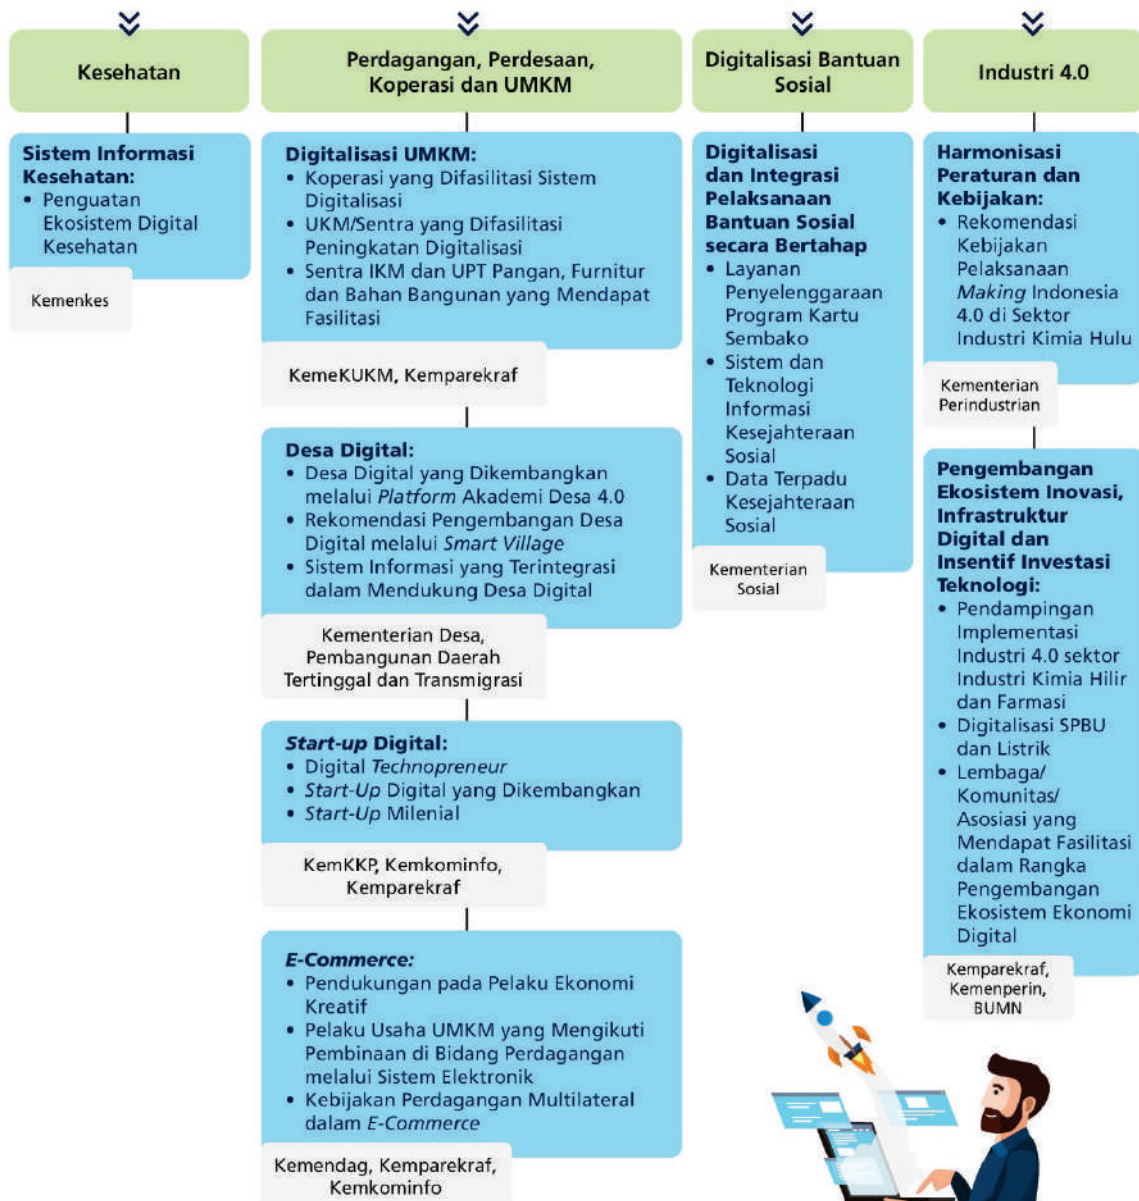 Kesehatan
Sistem Informasi
Kesehatan:
• Penguatan
Ekosistem Digital
Kesehatan
Kemenkes
Perdagangan, Perdesaan,
Koperasi dan UMKM
Digitalisasi UMKM:
• Koperasi yang Difasilitasi Sistem
Digitalisasi
• UKM/Sentra yang Difasilitasi
Peningkatan Digitalisasi
• Sentra IKM dan UPT Pangan, Furnitur
dan Bahan Bangunan yang Mendapat
Fasilitasi
KemeKUKM, Kemparekraf
Desa Digital:
• Desa Digital yang Dikembangkan
melalui Platform Akademi Desa 4.0
• Rekomendasi Pengembangan Desa
Digital melalui Smart Village
• Sistem Informasi yang Terintegrasi
dalam Mendukung Desa Digital
Kementerian Desa,
Pembangunan Daerah
Tertinggal dan Transmigrasi
Start-up Digital:
• Digital Technopreneur
• Start-Up Digital yang Dikembangkan
• Start-Up Milenial
KemKKP, Kemkominfo,
Kemparekraf
E-Commerce:
• Pendukungan pada Pelaku Ekonomi
Kreatif
• Pelaku Usaha UMKM yang Mengikuti
Pembinaan di Bidang Perdagangan
melalui Sistem Elektronik
• Kebijakan Perdagangan Multilateral
dalam E-Commerce
Kemendag, Kemparekraf,
Kemkominfo
Digitalisasi Bantuan
Sosial
Digitalisasi
dan Integrasi
Pelaksanaan
Bantuan Sosial
secara Bertahap
• Layanan
Penyelenggaraan
Program Kartu
Sembako
• Sistem dan
Teknologi
Informasi
Kesejahteraan
Sosial
• Data Terpadu
Kesejahteraan
Sosial
Kementerian
Sosial
Industri 4.0
Harmonisasi
Peraturan dan
Kebijakan:
• Rekomendasi
Kebijakan
Pelaksanaan
Making Indonesia
4.0 di Sektor
Industri Kimia Hulu
Kementerian
Perindustrian
Pengembangan
Ekosistem Inovasi,
Infrastruktur
Digital dan
Insentif Investasi
Teknologi:
• Pendampingan
Implementasi
Industri 4.0 sektor
Industri Kimia Hilir
dan Farmasi
• Digitalisasi SPBU
dan Listrik
• Lembaga/
Komunitas/
Asosiasi yang
Mendapat Fasilitasi
dalam Rangka
Pengembangan
Ekosistem Ekonomi
Digital
Kemparekraf,
Kemenperin,
BUMN